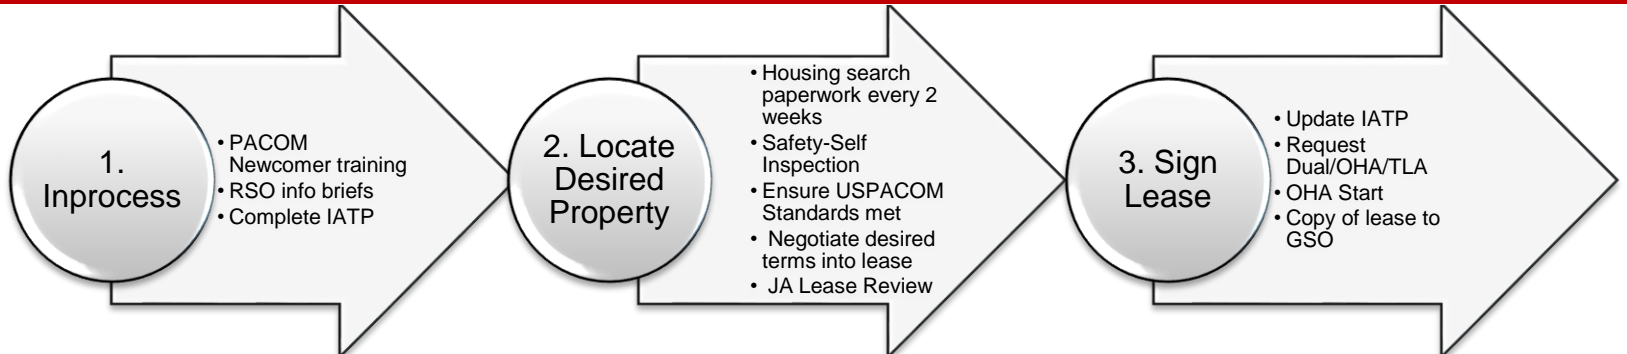 1.
Inprocess
• PACOM
Newcomer training
• RSO info briefs
• Complete IATP
2. Locate
Desired
Property
• Housing search
paperwork every 2
weeks
• Safety-Self
Inspection
• Ensure USPACOM
Standards met
• Negotiate desired
terms into lease
• JA Lease Review
3. Sign
Lease
• Update IATP
• Request
Dual/OHA/TLA
• OHA Start
• Copy of lease to
GSO